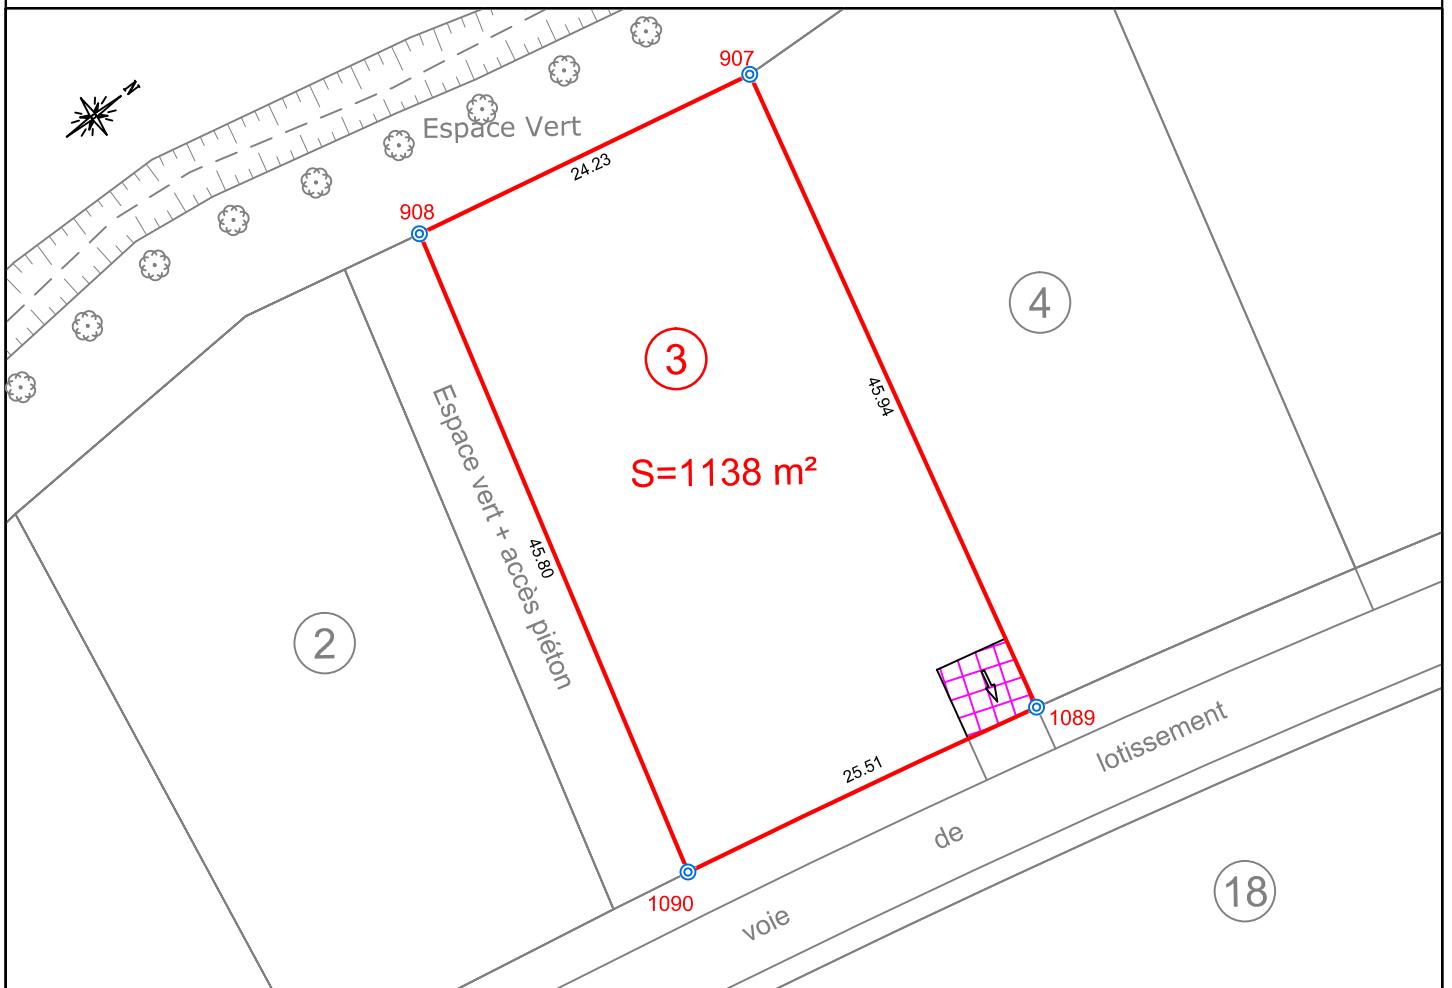 907
N
Espace Vert
24.23
908
4
3
45.94
S=1138 m²
Espace vert + accès piéton
45.80
2
1089
lotissement
25.51
de
18
1090
voie